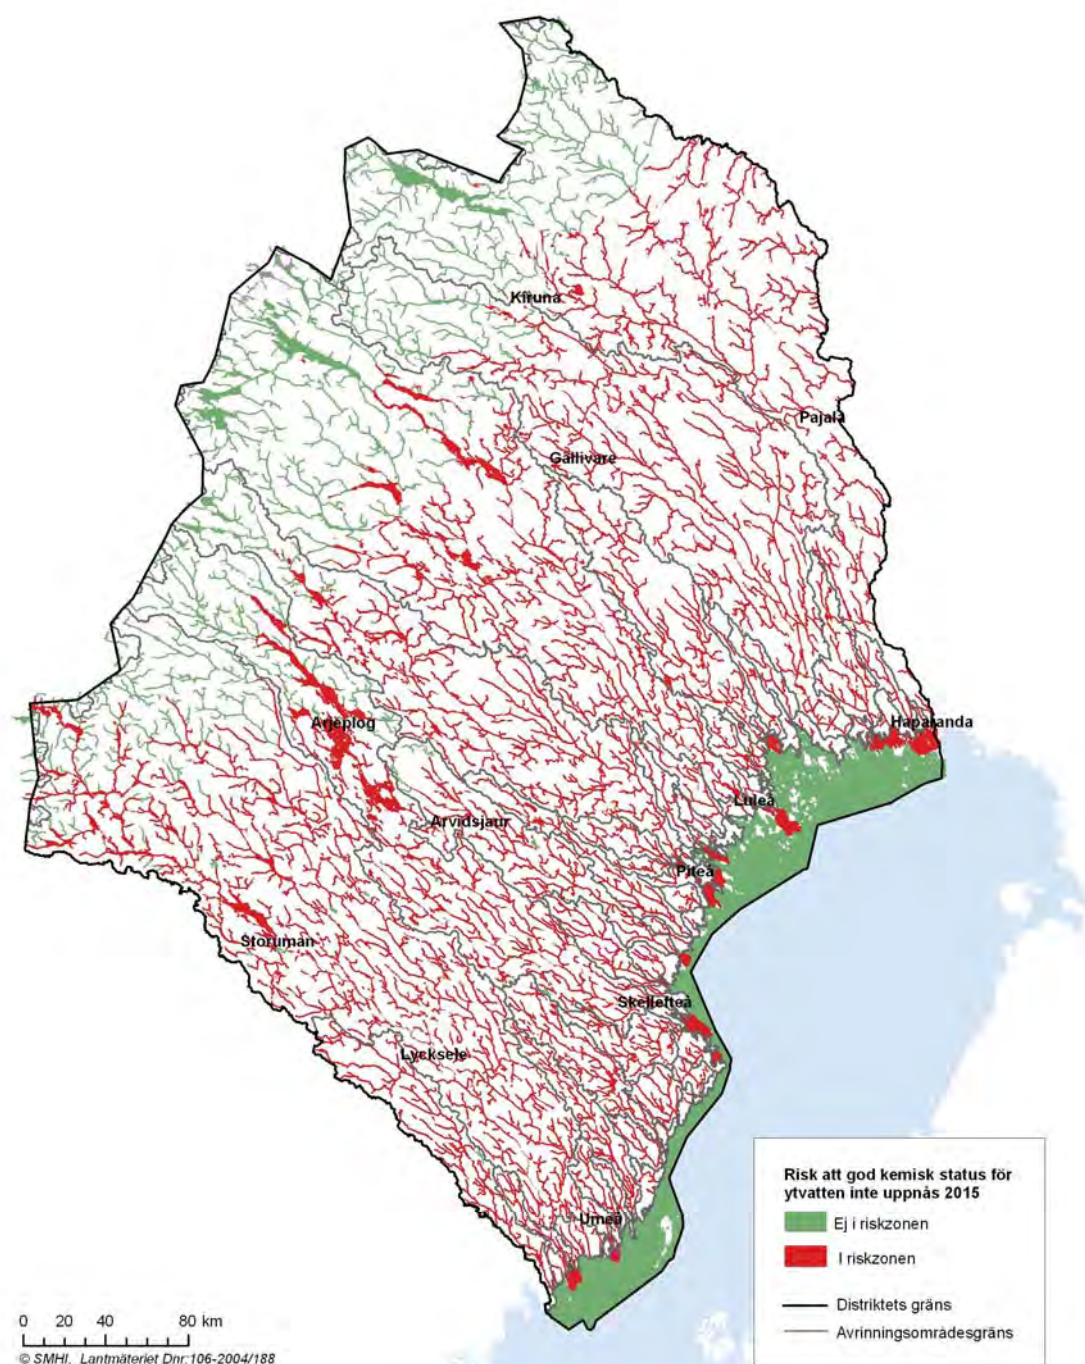 Kiruna
Pajala
Gällivare
Haparanda
Arjeplog
Luleå
Arvidsjaur
Piteå
Storuman
Skellefteå
Lycksele
Umeå
Risk att god kemisk status för
ytvatten inte uppnås 2015
Ej i riskzonen
I riskzonen
Distriktets gräns
Avrinningsområdesgräns
0 20 40 80 km
© SMHI, Lantmäteriet Dnr:106-2004/188